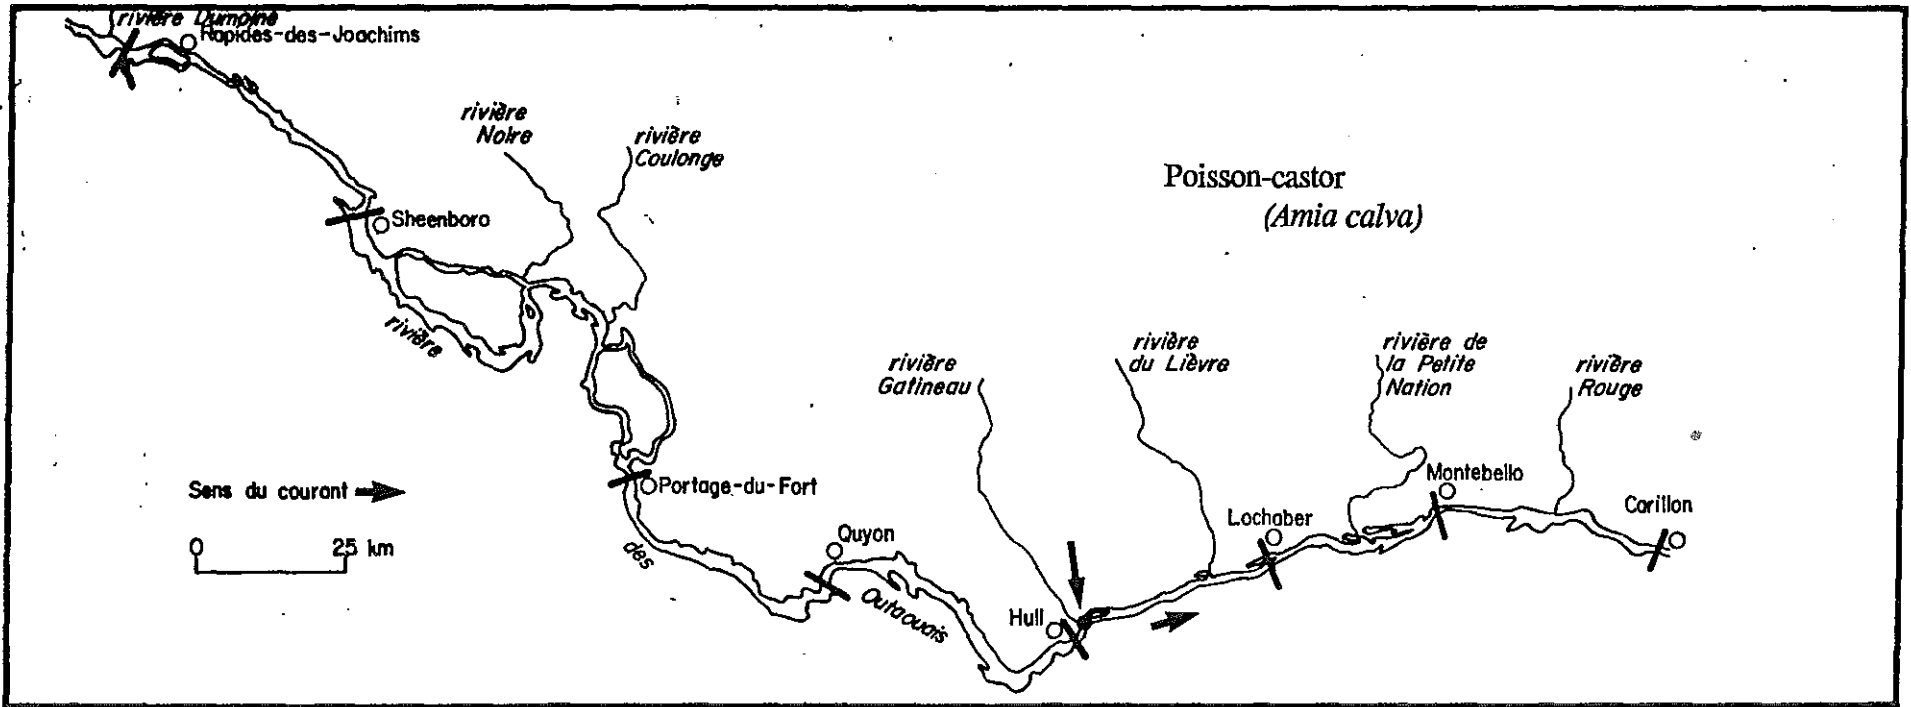 rivière Dumoine
Rapides-des-Joachims
rivière
Noire
rivière
Coulonge
Poisson-castor
(Amia calva)
Sheenboro
rivière
rivière
Gatineau
rivière
du Lièvre
rivière de
la Petite
Nation
rivière
Rouge
Sens du courant
Portage-du-Fort
Montebello
Carillon
Lochaber
0 25 km
des
Quyon
Outaouais
Hull